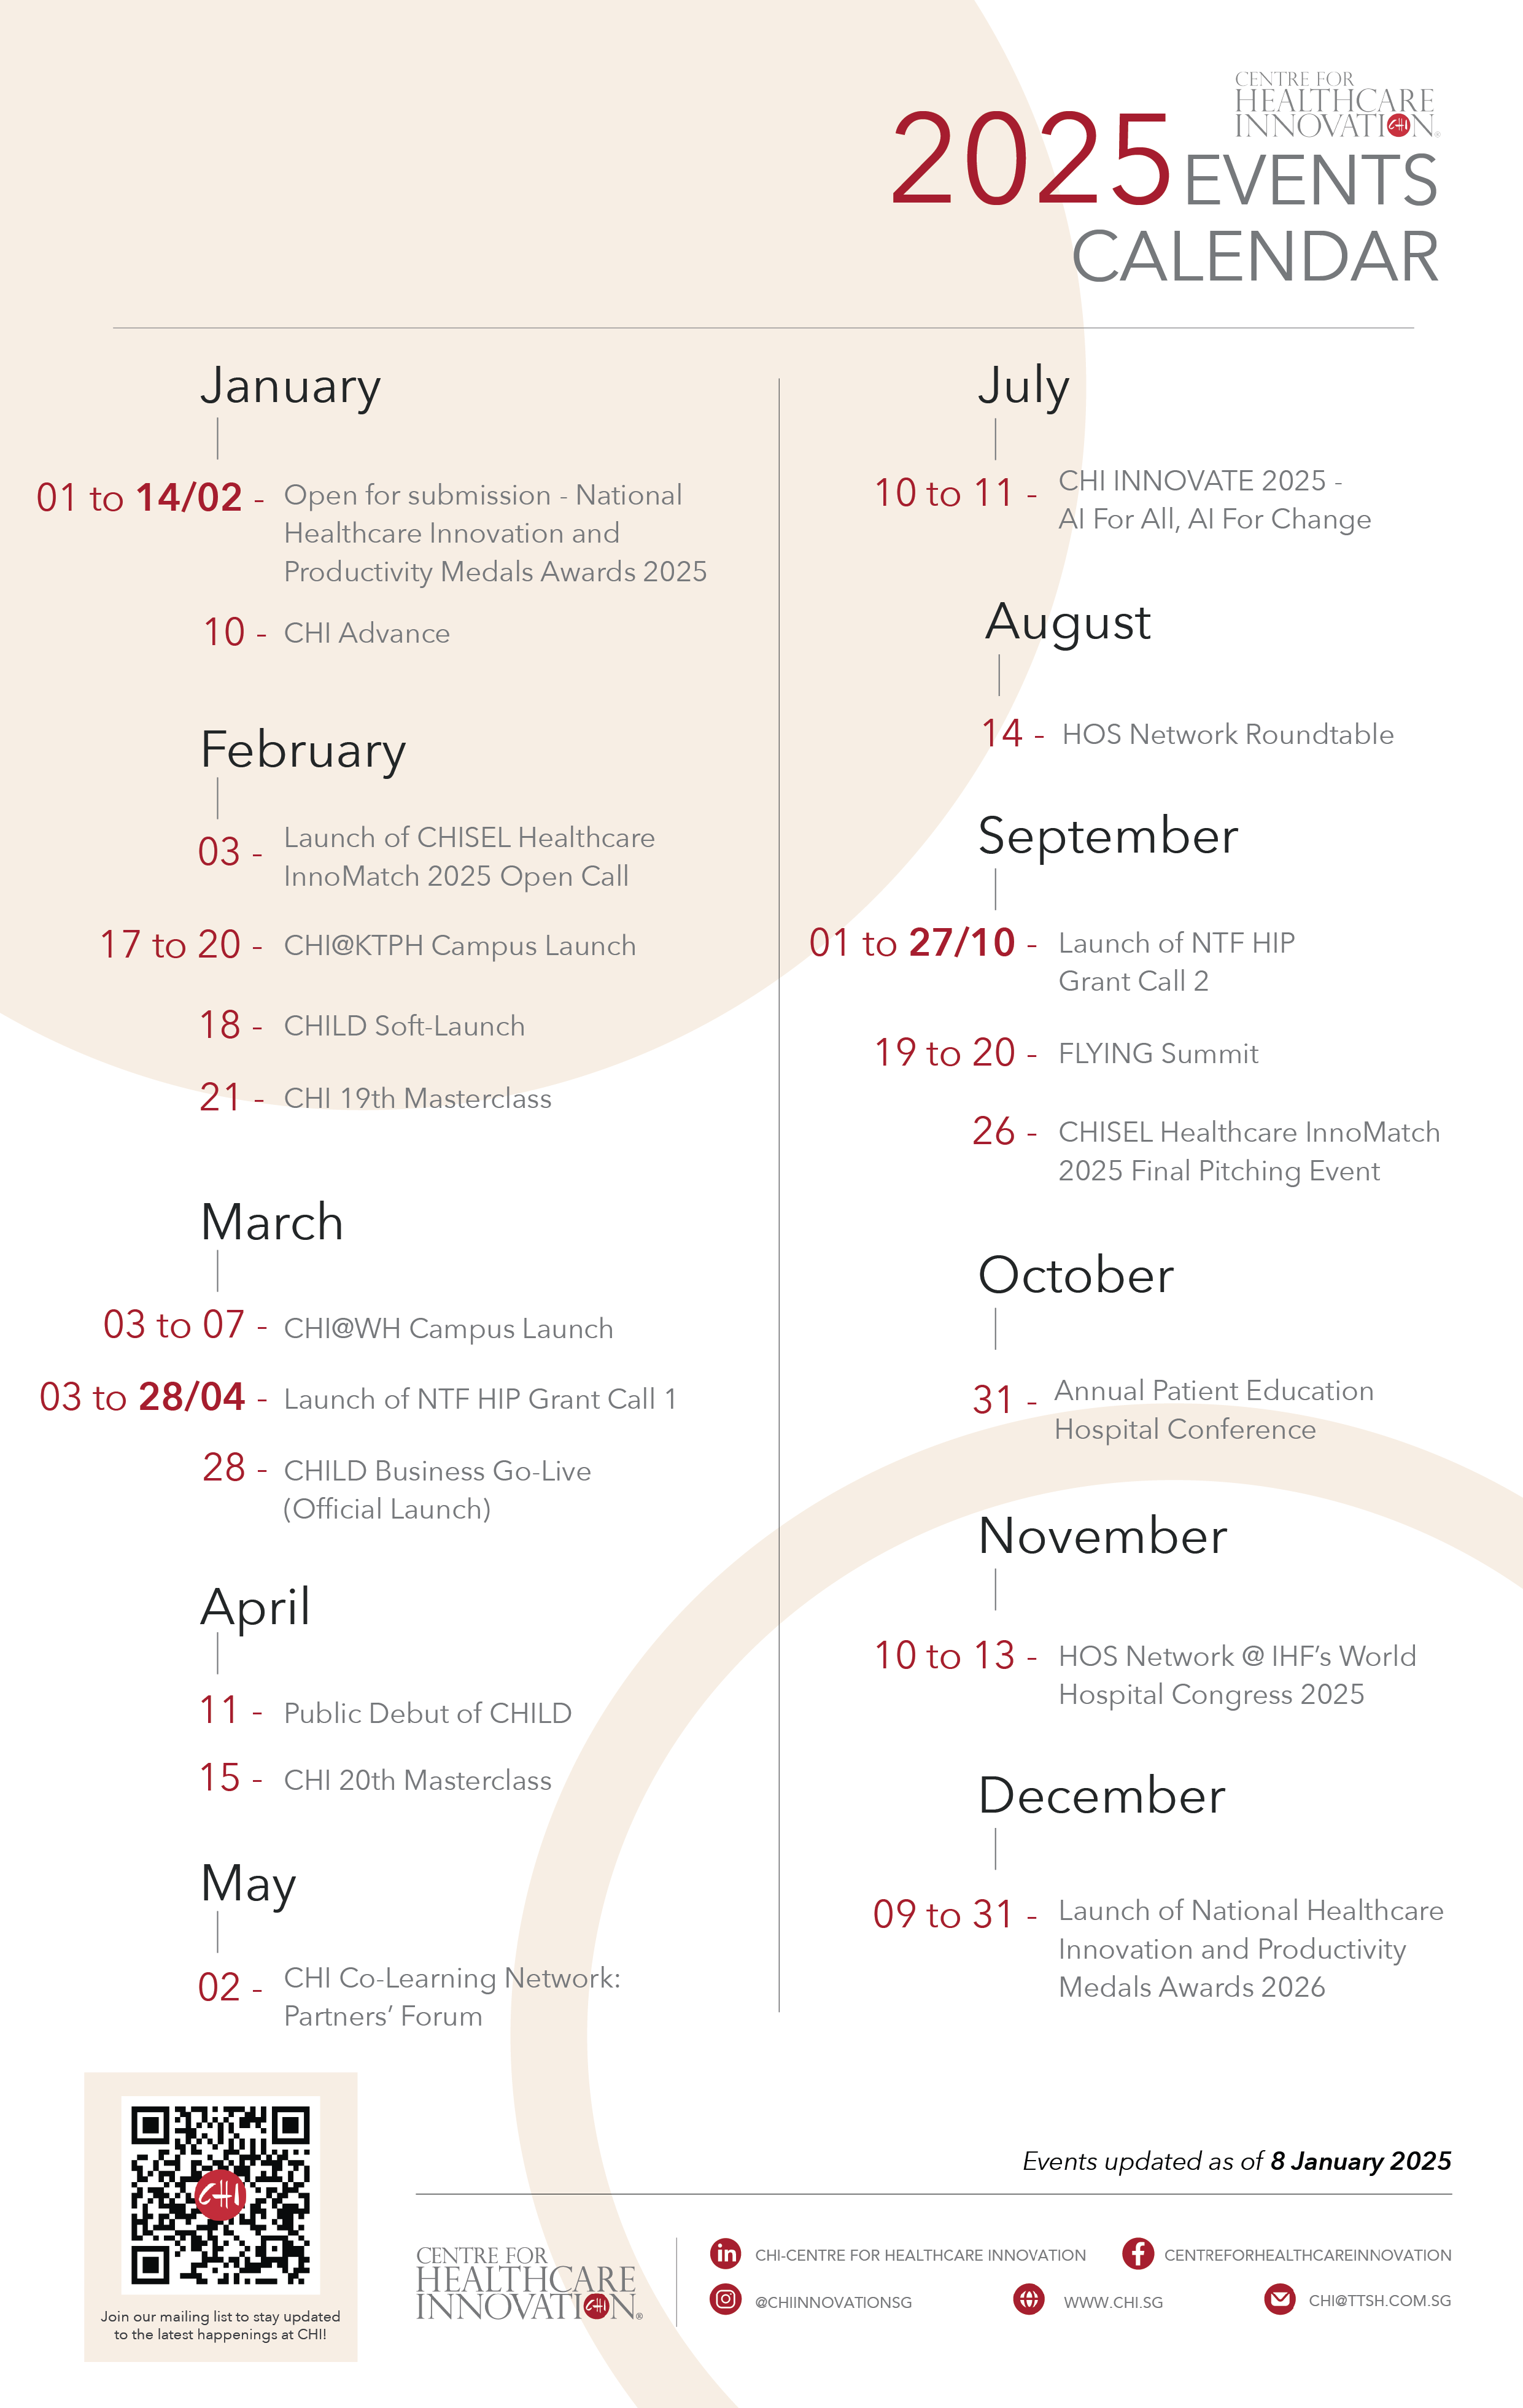 CENTRE FOR
HEALTHCARE
INNOVATION®
2025 EVENTS
CALENDAR
January
01 to 14/02 - Open for submission - National
Healthcare Innovation and
Productivity Medals Awards 2025
10 - CHI Advance
February
03 - Launch of CHISEL Healthcare
InnoMatch 2025 Open Call
17 to 20 - CHI@KTPH Campus Launch
18 - CHILD Soft-Launch
21 - CHI 19th Masterclass
March
03 to 07 - CHI@WH Campus Launch
03 to 28/04 - Launch of NTF HIP Grant Call 1
28 - CHILD Business Go-Live
(Official Launch)
April
11 - Public Debut of CHILD
15 - CHI 20th Masterclass
May
02 - CHI Co-Learning Network:
Partners’ Forum
July
10 to 11 - CHI INNOVATE 2025 -
AI For All, AI For Change
August
14 - HOS Network Roundtable
September
01 to 27/10 - Launch of NTF HIP
Grant Call 2
19 to 20 - FLYING Summit
26 - CHISEL Healthcare InnoMatch
2025 Final Pitching Event
October
31 - Annual Patient Education
Hospital Conference
November
10 to 13 - HOS Network @ IHF’s World
Hospital Congress 2025
December
09 to 31 - Launch of National Healthcare
Innovation and Productivity
Medals Awards 2026
CHI
Join our mailing list to stay updated
to the latest happenings at CHI!
Events updated as of 8 January 2025
CENTRE FOR
HEALTHCARE
INNOVATION®
CHI-CENTRE FOR HEALTHCARE INNOVATION
CENTREFORHEALTHCAREINNOVATION
@CHIINNOVATIONSG
WWW.CHI.SG
CHI@TTSH.COM.SG